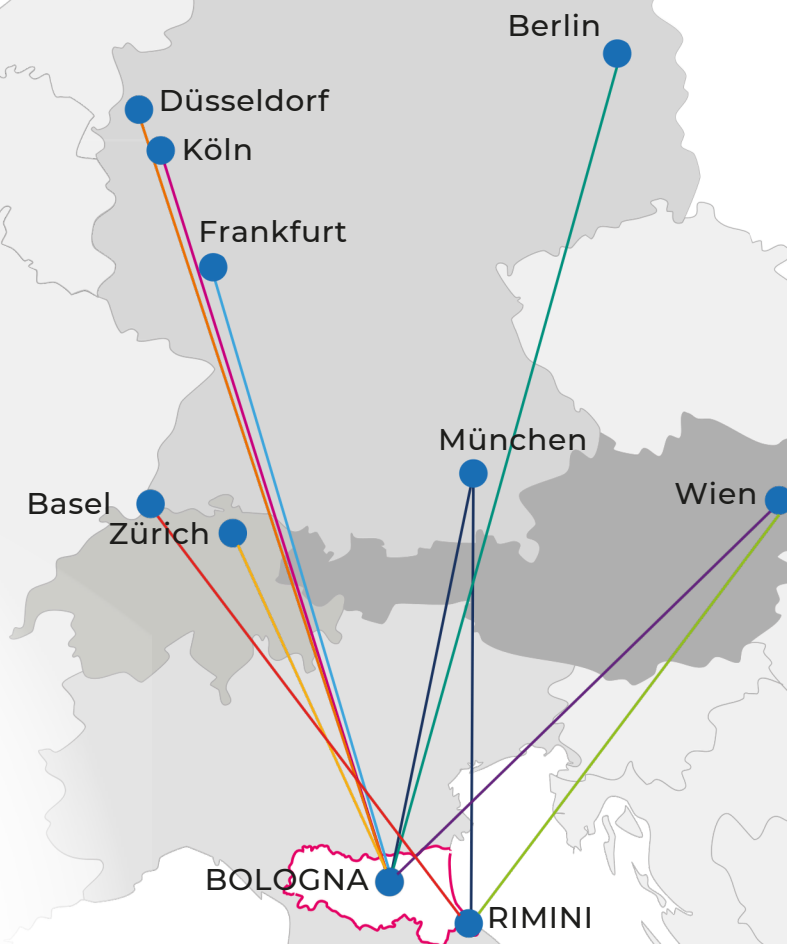 Berlin
Düsseldorf
Köln
Frankfurt
München
Wien
Basel
Zürich
BOLOGNA
RIMINI